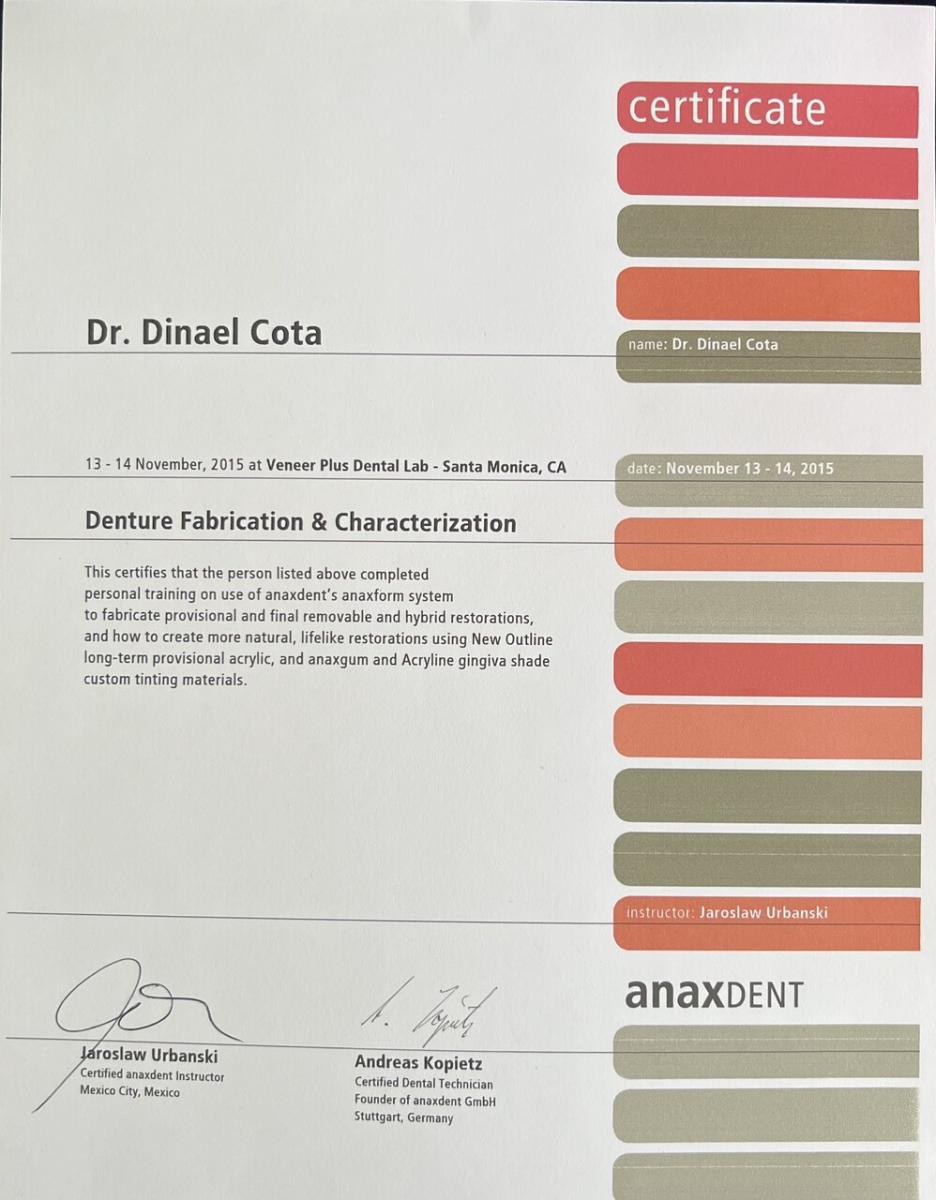 certificate
Dr. Dinael Cota
name: Dr. Dinael Cota
13 - 14 November, 2015 at Veneer Plus Dental Lab - Santa Monica, CA
date: November 13 - 14, 2015
Denture Fabrication & Characterization
This certifies that the person listed above completed
personal training on use of anaxdent's anaxform system
to fabricate provisional and final removable and hybrid restorations,
and how to create more natural, lifelike restorations using New Outline
long-term provisional acrylic, and anaxgum and Acryline gingiva shade
custom tinting materials.
instructor: Jaroslaw Urbanski
anaxDENT
A. Kopietz
Jaroslaw Urbanski
Certified anaxdent Instructor
Mexico City, Mexico
Andreas Kopietz
Certified Dental Technician
Founder of anaxdent GmbH
Stuttgart, Germany